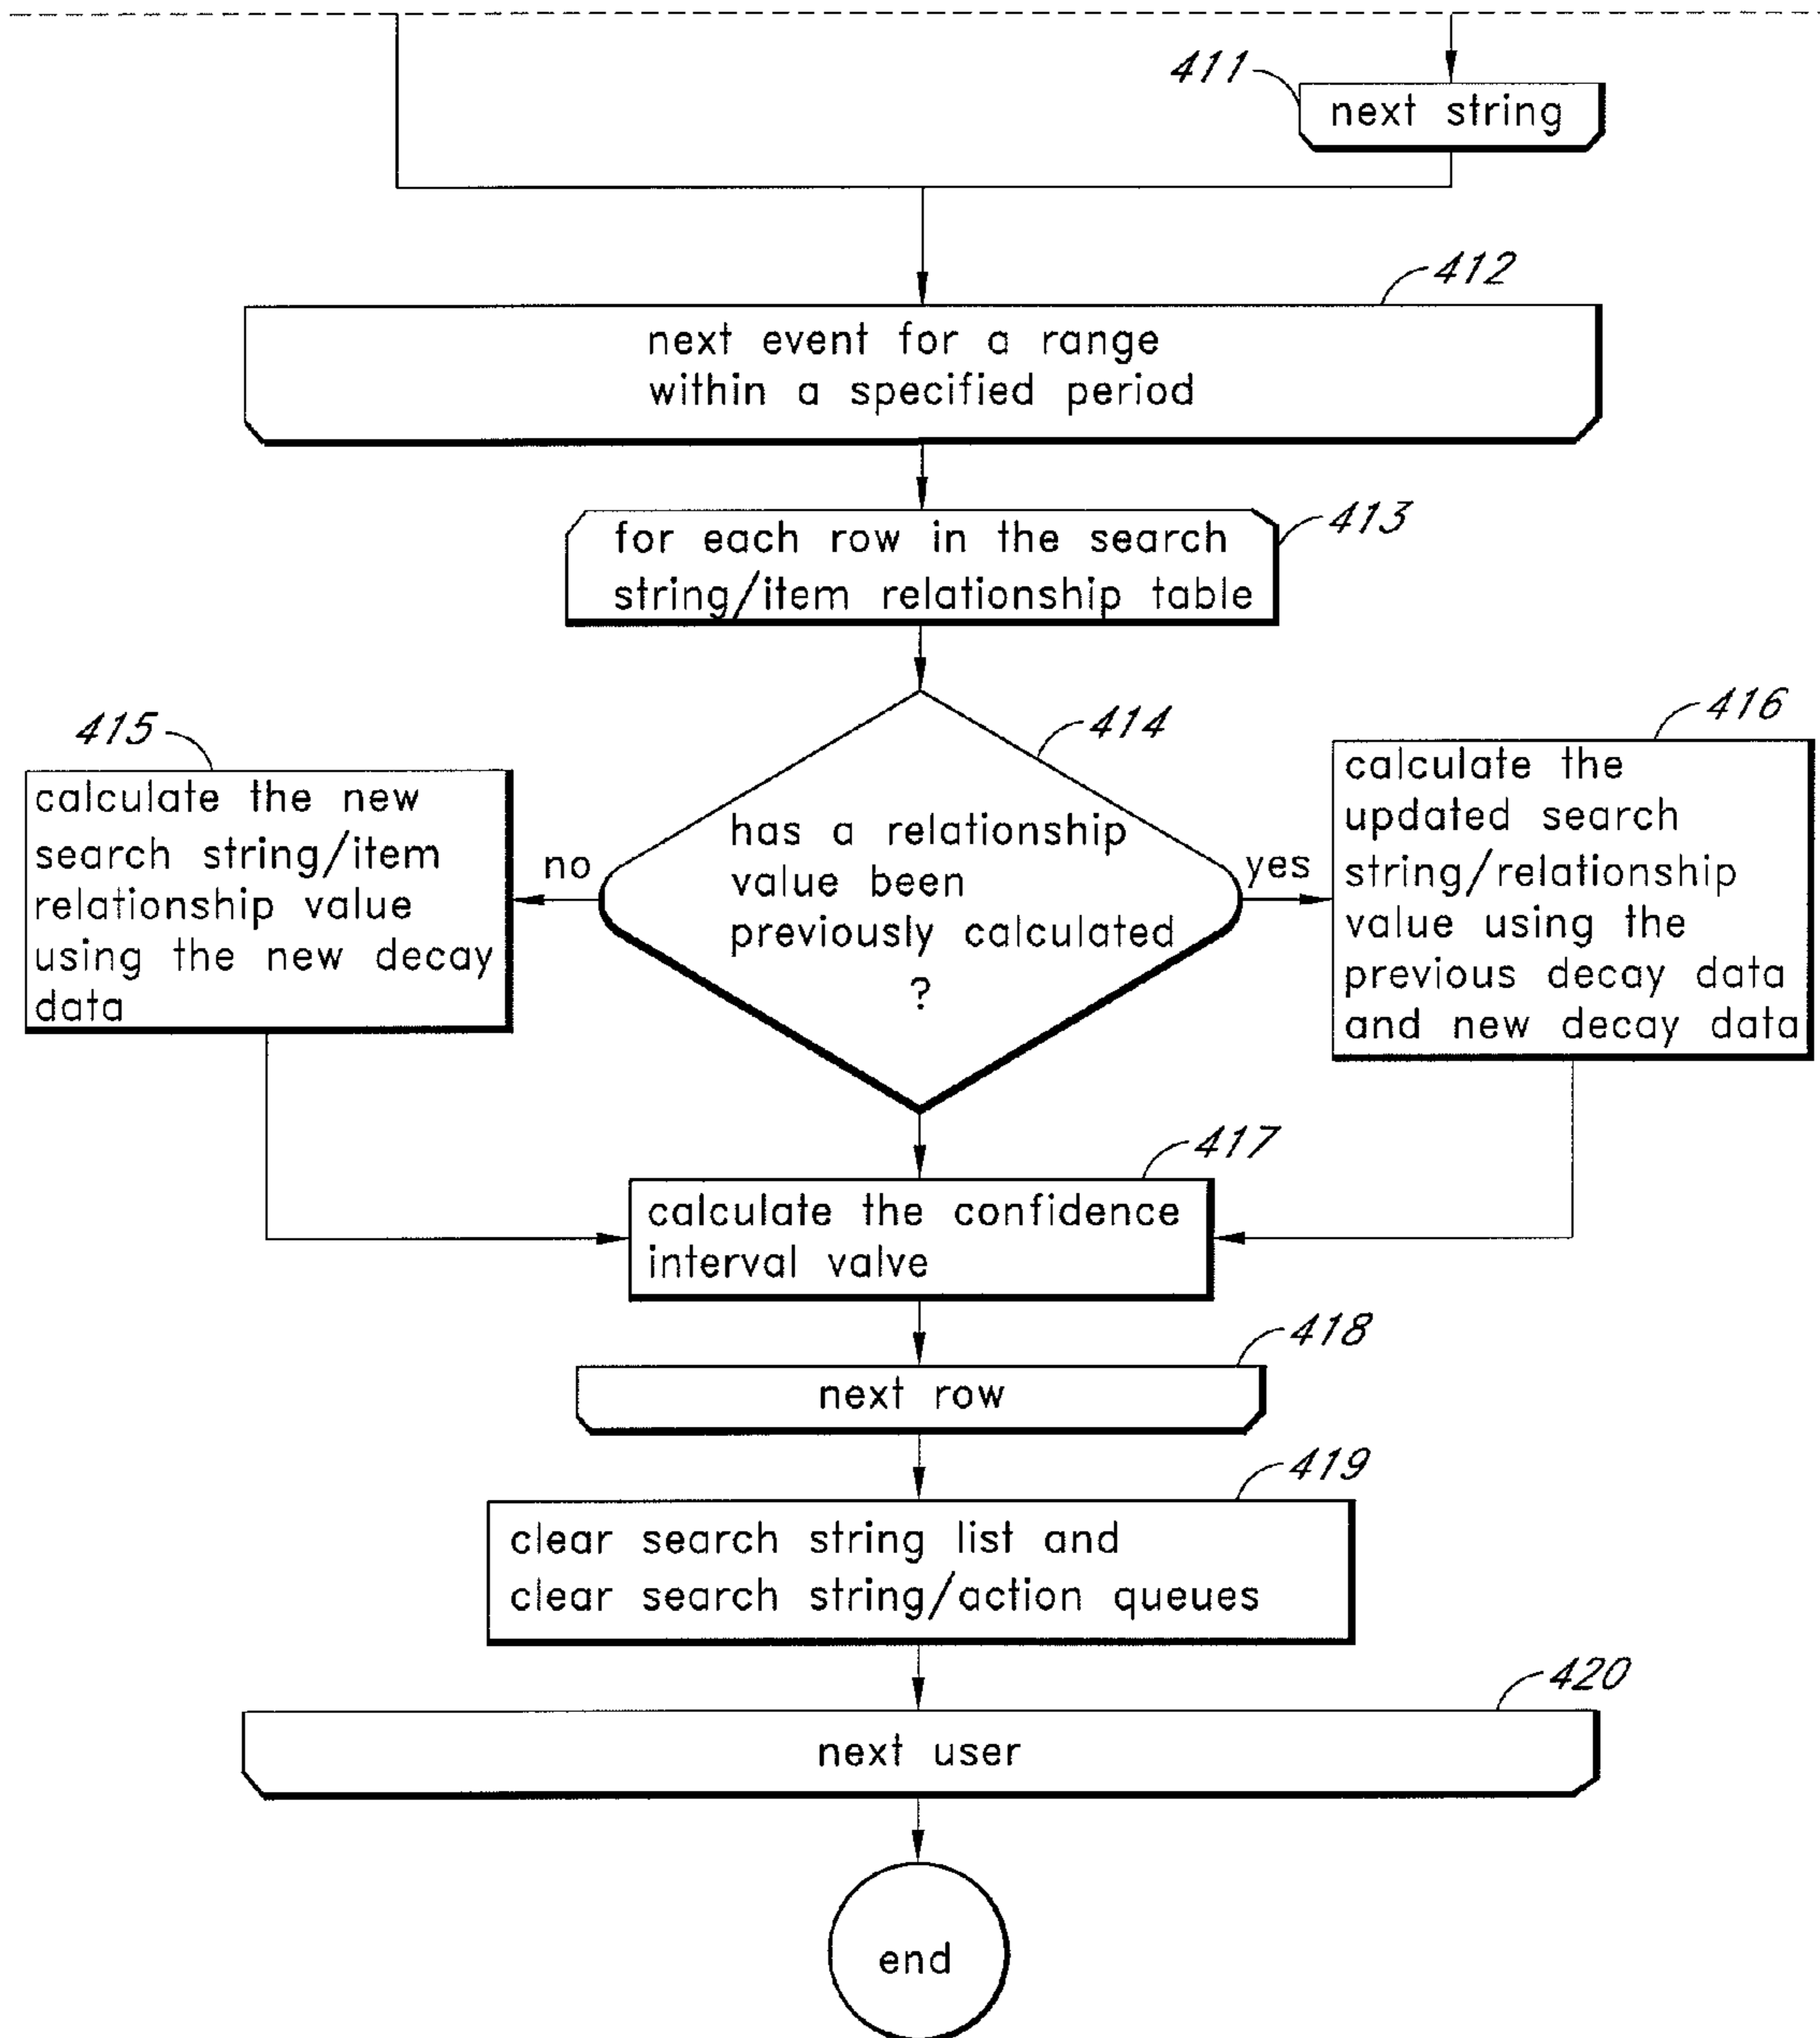 411
next string
412
next event for a range
within a specified period
413
for each row in the search
string/item relationship table
414
415
calculate the new
search string/item
relationship value
using the new decay
data
no
has a relationship
value been
previously calculated
?
yes
416
calculate the
updated search
string/relationship
value using the
previous decay data
and new decay data
417
calculate the confidence
interval valve
418
next row
419
clear search string list and
clear search string/action queues
420
next user
end